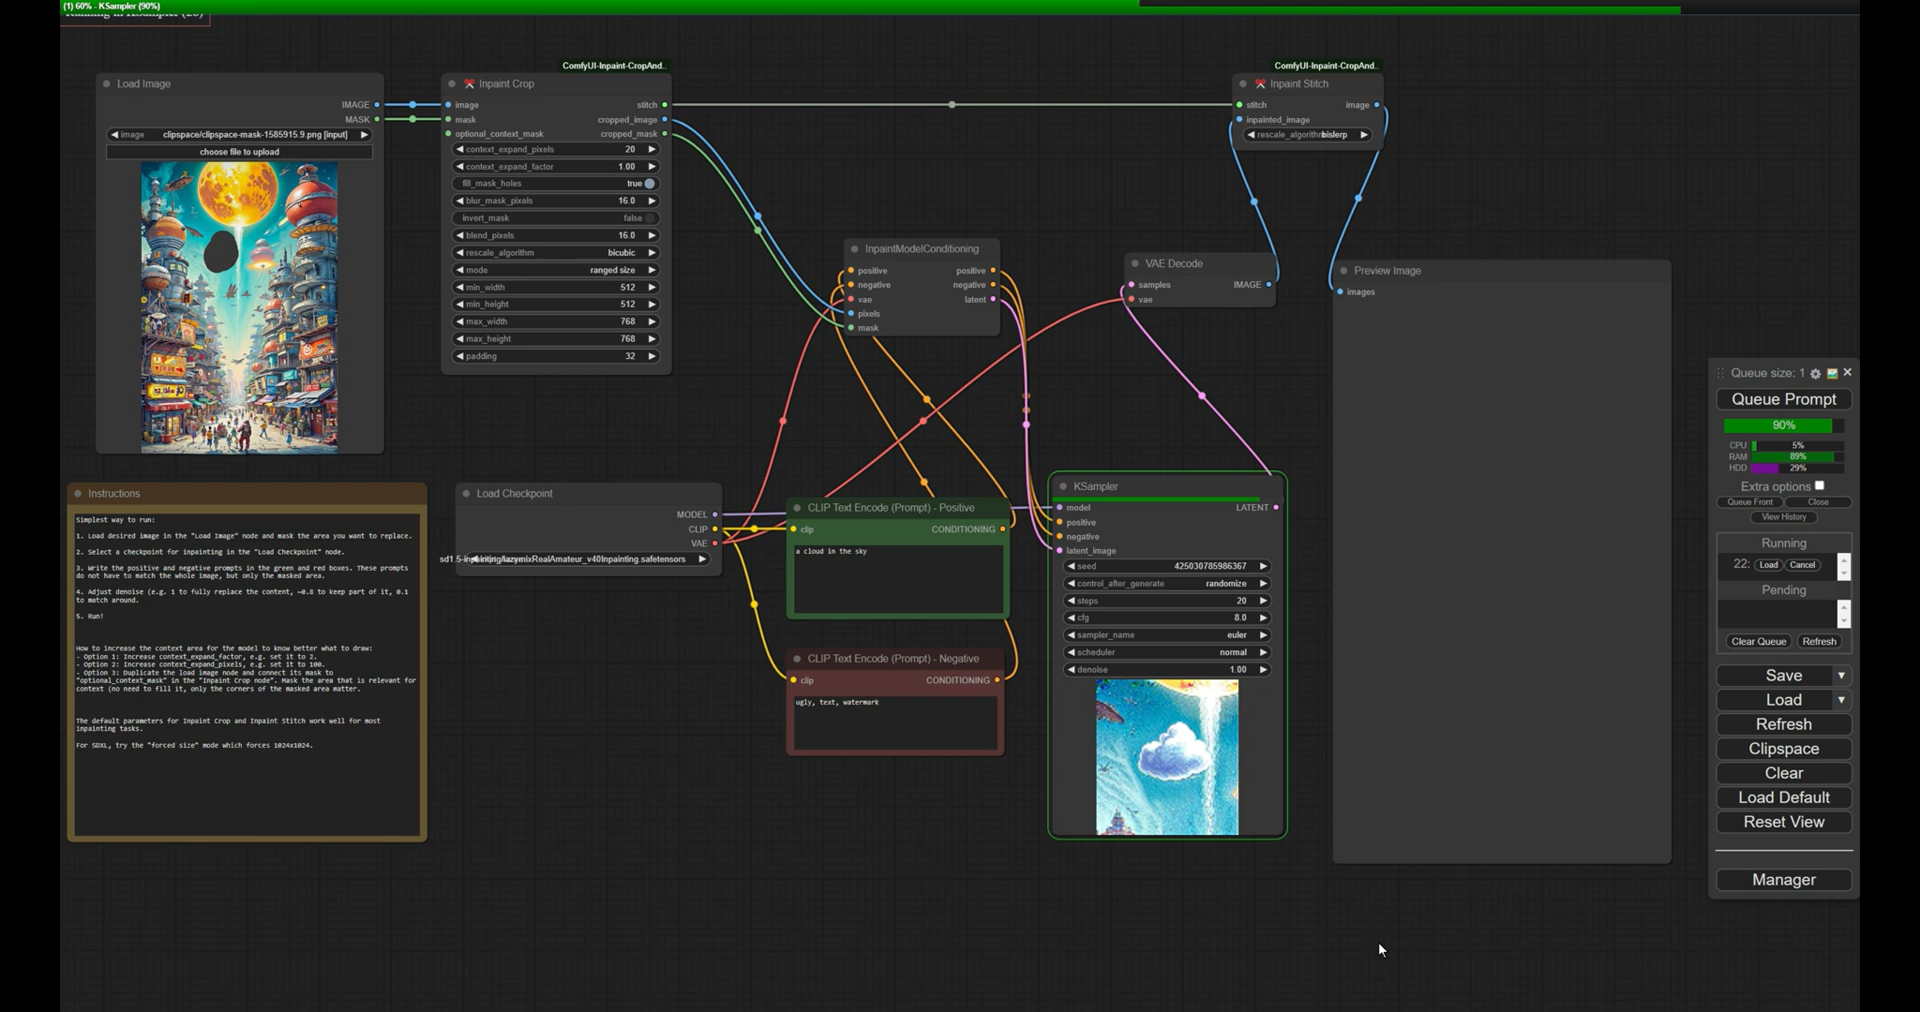 (1) 60% - KSampler (90%)
Running in KSampler (20)
Load Image
IMAGE
MASK
image clipspace/clipspace-mask-1585915.9.png [input]
choose file to upload
ComfyUI-Inpaint-CropAnd..
Inpaint Crop
image stitch
mask cropped_image
optional_context_mask cropped_mask
context_expand_pixels 20
context_expand_factor 1.00
fill_mask_holes true
blur_mask_pixels 16.0
invert_mask false
blend_pixels 16.0
rescale_algorithm bicubic
mode ranged size
min_width 512
min_height 512
max_width 768
max_height 768
padding 32
InpaintModelConditioning
positive positive
negative negative
vae latent
pixels
mask
ComfyUI-Inpaint-CropAnd..
Inpaint Stitch
stitch image
inpainted_image
bislerp
VAE Decode
samples IMAGE
vae
Preview Image
images
Instructions
Simplest way to run:
1. Load desired image in the "Load Image" node and mask the area you want to replace.
2. Select a checkpoint for inpainting in the "Load Checkpoint" node.
3. Write the positive and negative prompts in the green and red boxes. These prompts
do not have to match the whole image, but only the masked area.
4. Adjust denoise (e.g. 1 to fully replace the content, ~0.8 to keep part of it, 0.1
to match around.
5. Run!
How to increase the context area for the model to know better what to draw:
- Option 1: Increase context_expand_factor, e.g. set it to 2.
- Option 2: Increase context_expand_pixels, e.g. set it to 100.
- Option 3: Duplicate the load image node and connect its mask to
"optional_context_mask" in the "Inpaint Crop node". Mask the area that is relevant for
context (no need to fill it, only the corners of the masked area matter.
The default parameters for Inpaint Crop and Inpaint Stitch work well for most
inpainting tasks.
For SDXL, try the "forced size" mode which forces 1024x1024.
Load Checkpoint
MODEL
CLIP
VAE
CLIP Text Encode (Prompt) - Positive
clip CONDITIONING
a cloud in the sky
CLIP Text Encode (Prompt) - Negative
clip CONDITIONING
ugly, text, watermark
KSampler
model LATENT
positive
negative
latent_image
seed 425030785986367
control_after_generate randomize
steps 20
cfg 8.0
sampler_name euler
scheduler normal
denoise 1.00
Queue size: 1
Queue Prompt
90%
CPU 5%
RAM 89%
HDD 29%
Extra options
Queue Front Close
View History
Running
22: Load Cancel
Pending
Clear Queue Refresh
Save
Load
Refresh
Clipspace
Clear
Load Default
Reset View
Manager